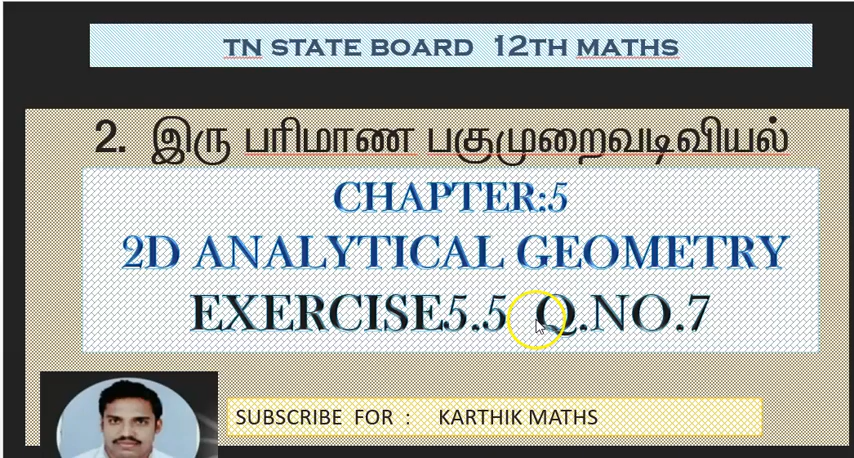 TN STATE BOARD 12TH MATHS
2. இரு பரிமாண பகுமுறைவடிவியல்
CHAPTER:5
2D ANALYTICAL GEOMETRY
EXERCISE5.5 Q.NO.7
SUBSCRIBE FOR : KARTHIK MATHS